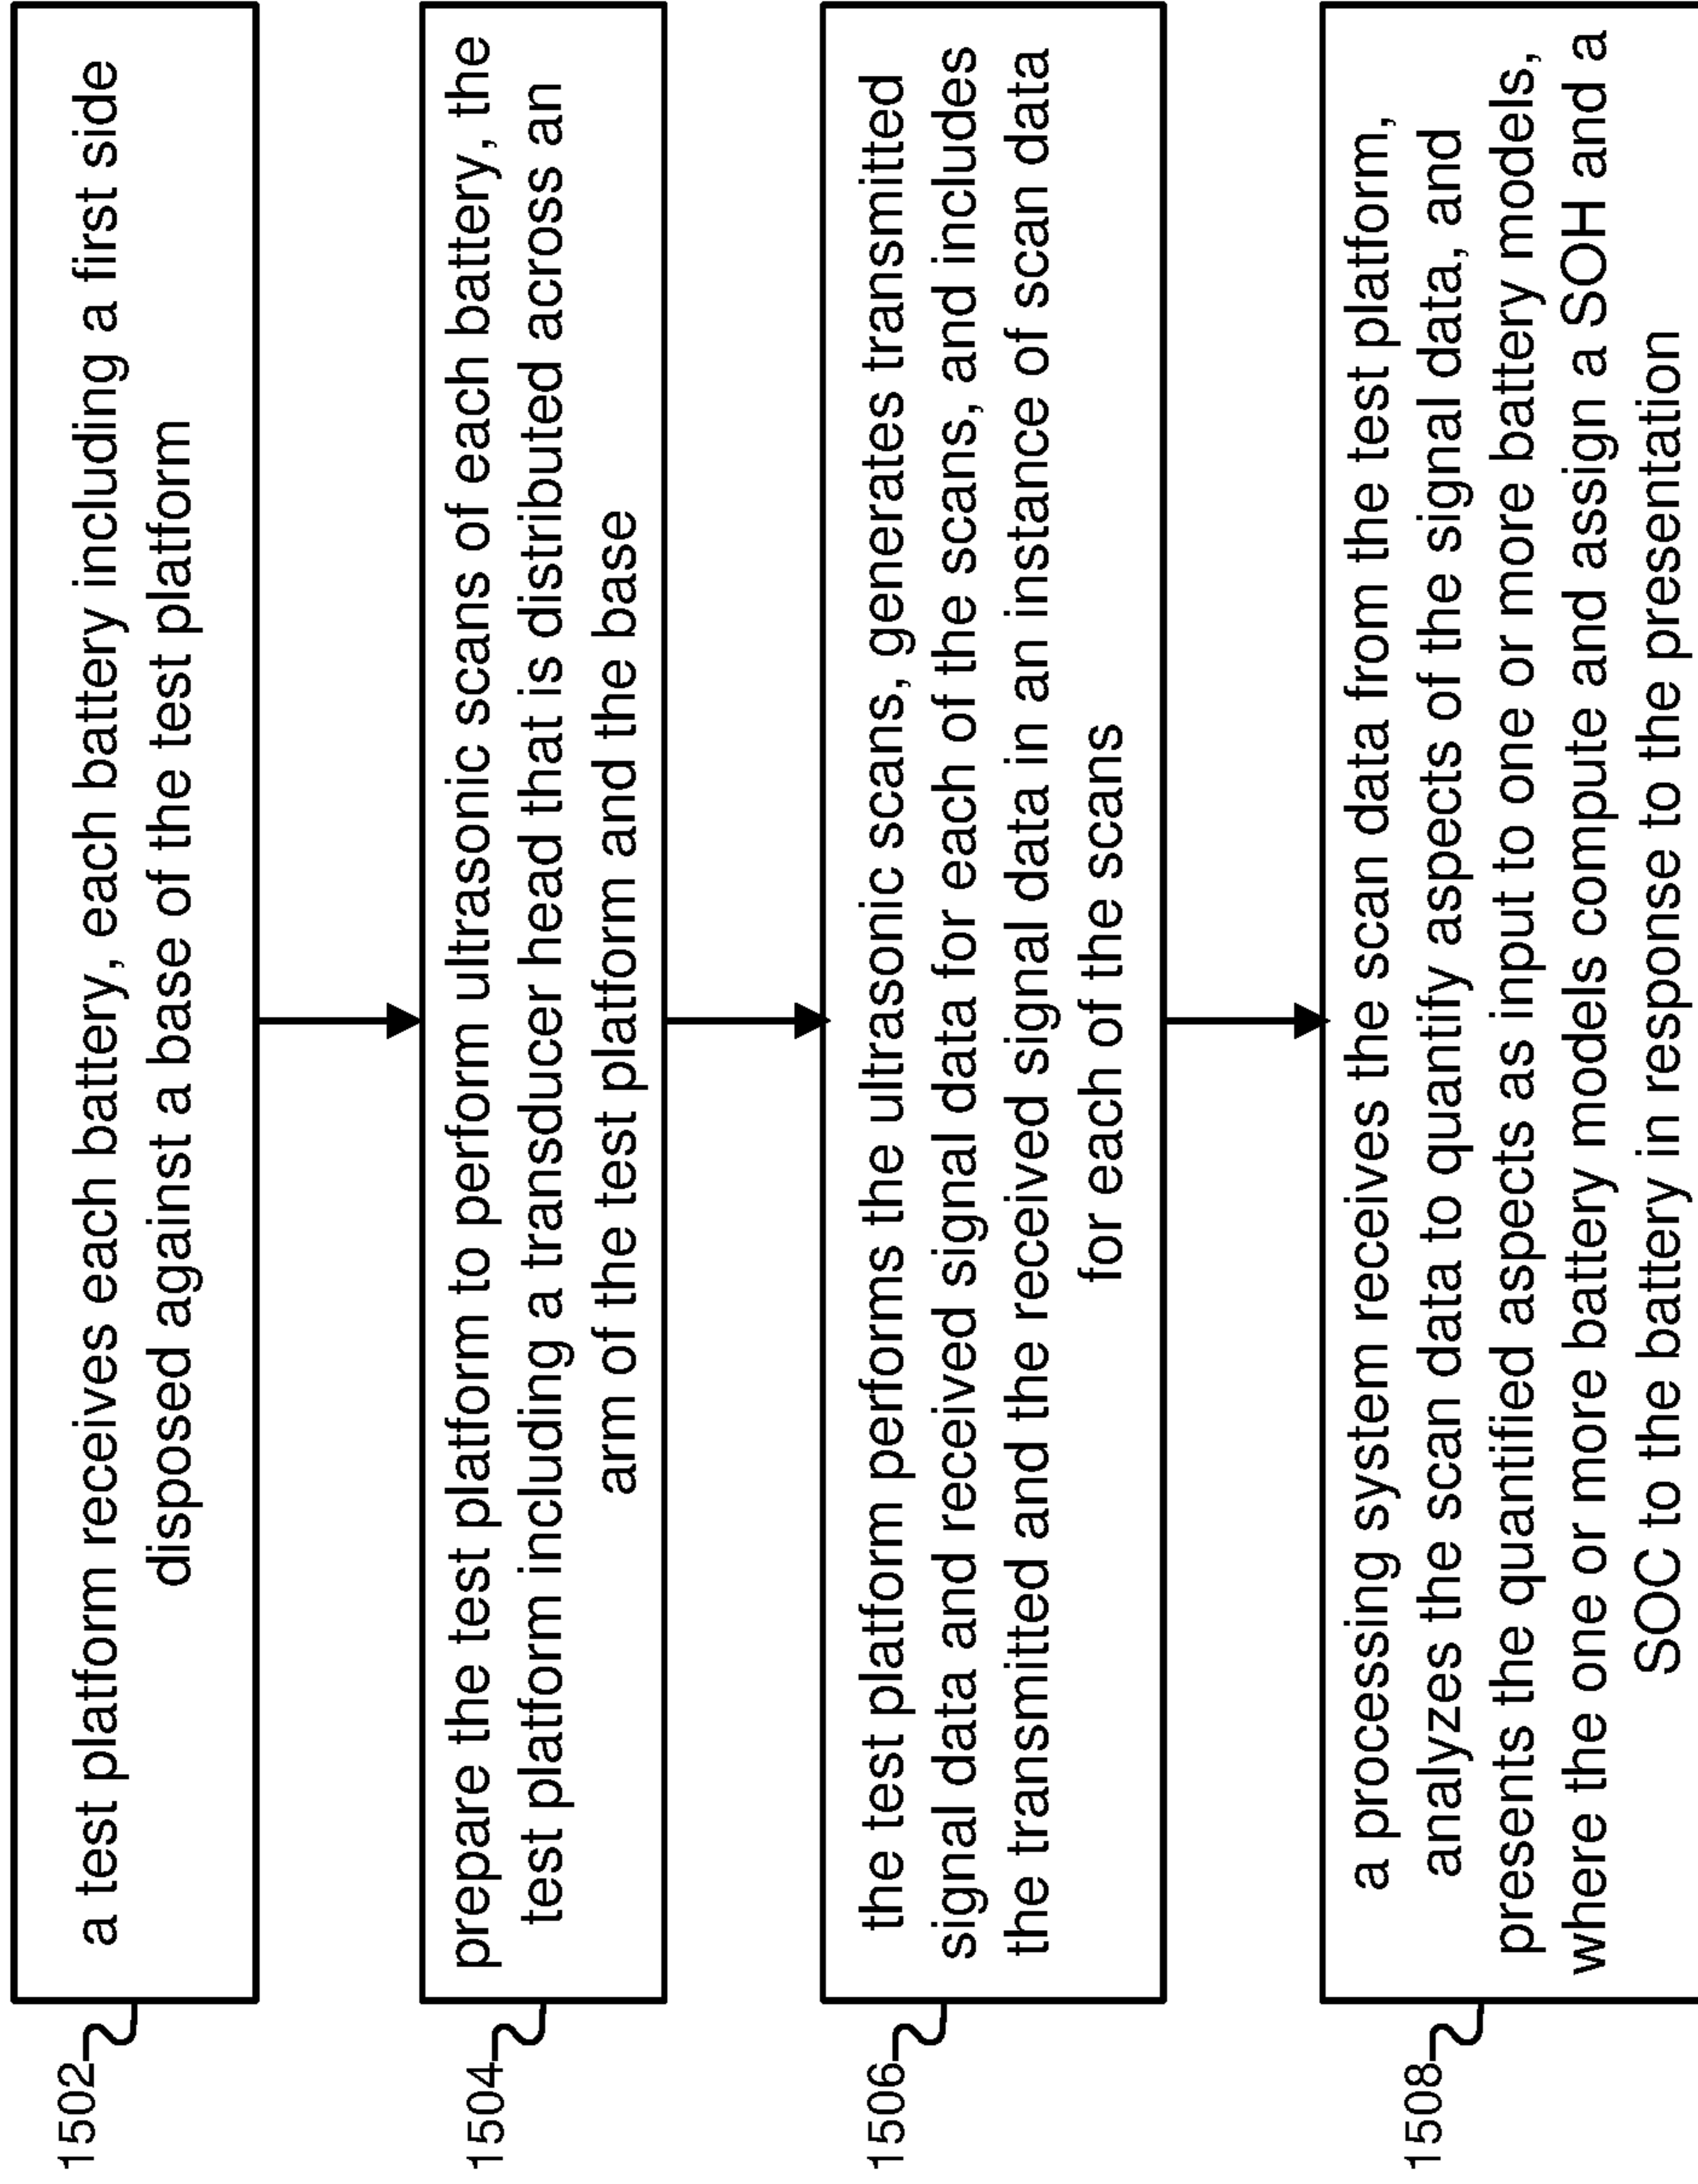 1502
a test platform receives each battery, each battery including a first side
disposed against a base of the test platform
1504
prepare the test platform to perform ultrasonic scans of each battery, the
test platform including a transducer head that is distributed across an
arm of the test platform and the base
1506
the test platform performs the ultrasonic scans, generates transmitted
signal data and received signal data for each of the scans, and includes
the transmitted and the received signal data in an instance of scan data
for each of the scans
1508
a processing system receives the scan data from the test platform,
analyzes the scan data to quantify aspects of the signal data, and
presents the quantified aspects as input to one or more battery models,
where the one or more battery models compute and assign a SOH and a
SOC to the battery in response to the presentation